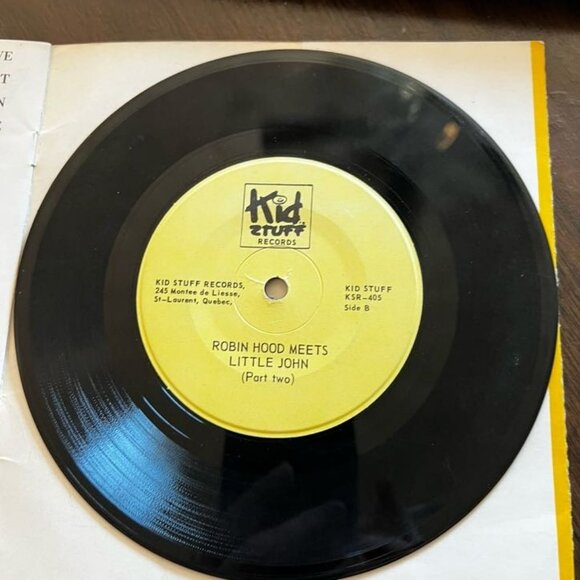 VE
T
N
Kid
STUFF
RECORDS
KID STUFF RECORDS,
245 Montee de Liesse,
St-Laurent, Quebec,
KID STUFF
KSR-405
Side B
ROBIN HOOD MEETS
LITTLE JOHN
(Part two)